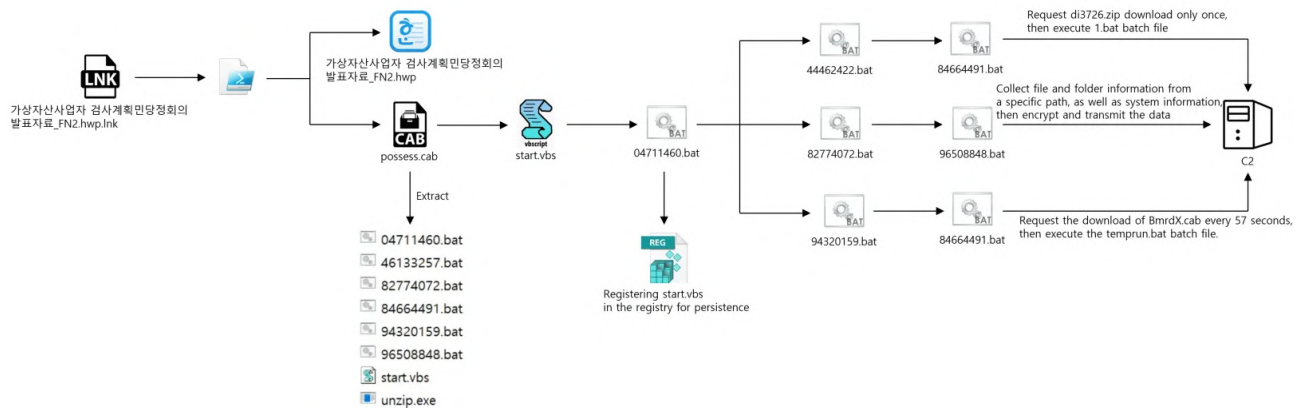 LNK
가상자산사업자 검사계획민당정회의
발표자료_FN2.hwp.lnk
한
가상자산사업자 검사계획민당정회의
발표자료_FN2.hwp
CAB
possess.cab
vbscript
start.vbs
BAT
04711460.bat
BAT
44462422.bat
BAT
84664491.bat
Request di3726.zip download only once,
then execute 1.bat batch file
BAT
82774072.bat
BAT
96508848.bat
Collect file and folder information from
a specific path, as well as system information,
then encrypt and transmit the data
C2
BAT
94320159.bat
BAT
84664491.bat
Request the download of BmrdX.cab every 57 seconds,
then execute the temprun.bat batch file.
Extract
04711460.bat
46133257.bat
82774072.bat
84664491.bat
94320159.bat
96508848.bat
start.vbs
unzip.exe
REG
Registering start.vbs
in the registry for persistence